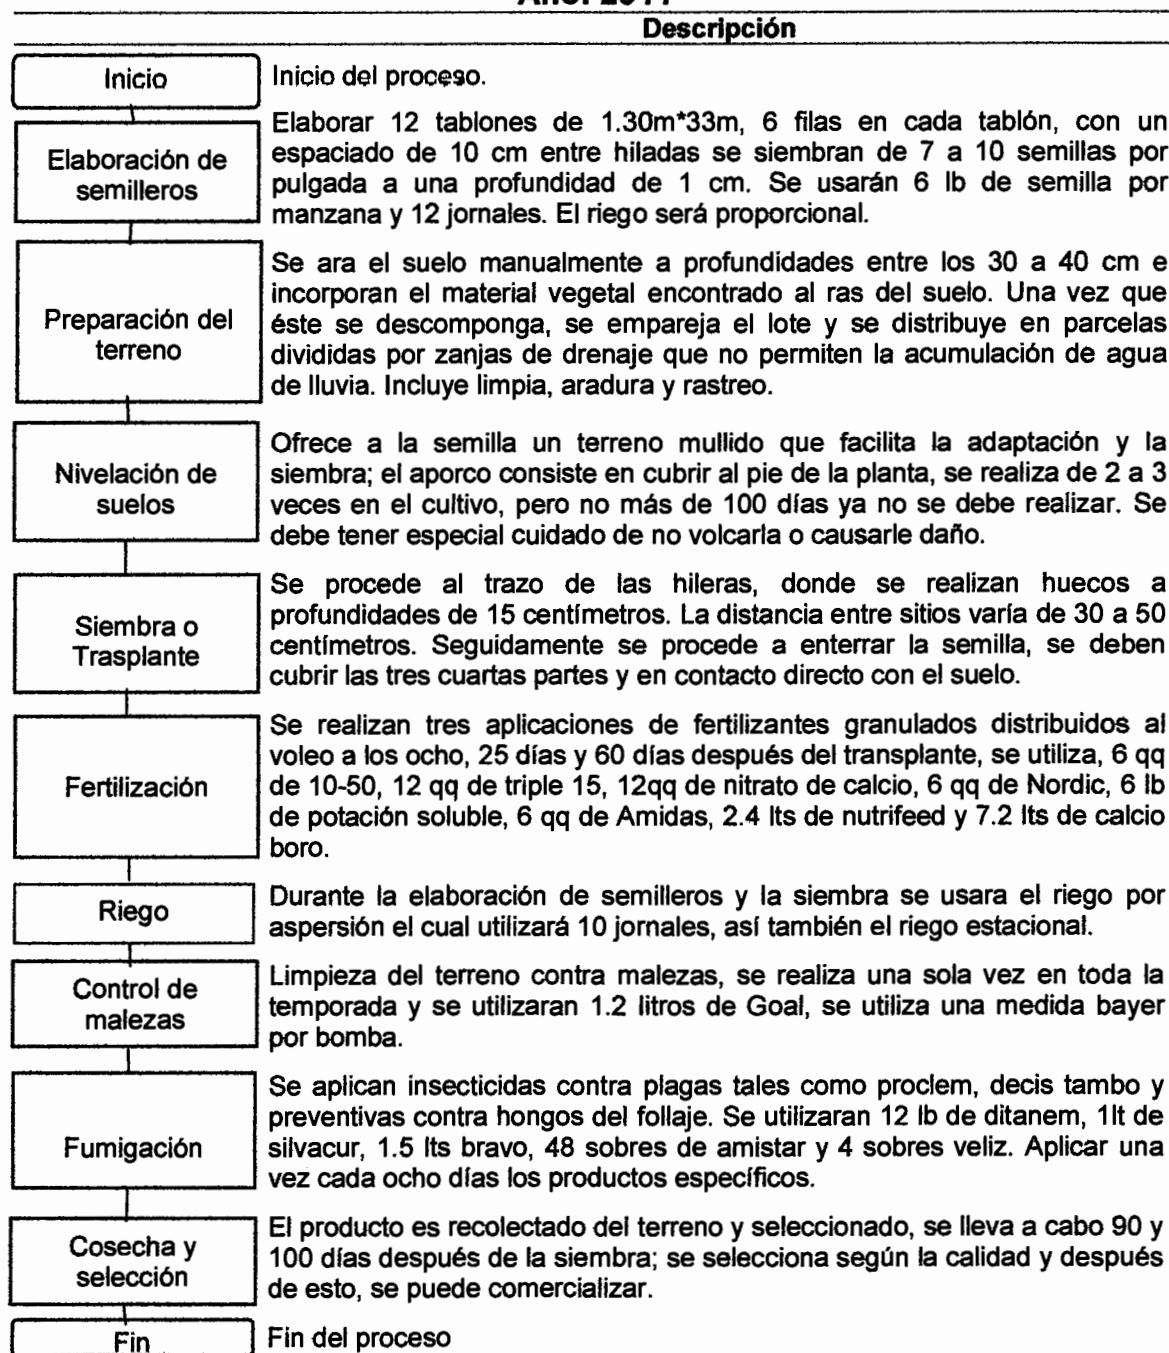 Descripción
Inicio
Inicio del proceso.
Elaboración de
semilleros
Elaborar 12 tablones de 1.30m*33m, 6 filas en cada tablón, con un
espaciado de 10 cm entre hiladas se siembran de 7 a 10 semillas por
pulgada a una profundidad de 1 cm. Se usarán 6 lb de semilla por
manzana y 12 jornales. El riego será proporcional.
Preparación del
terreno
Se ara el suelo manualmente a profundidades entre los 30 a 40 cm e
incorporan el material vegetal encontrado al ras del suelo. Una vez que
éste se descomponga, se empareja el lote y se distribuye en parcelas
divididas por zanjas de drenaje que no permiten la acumulación de agua
de lluvia. Incluye limpia, aradura y rastreo.
Nivelación de
suelos
Ofrece a la semilla un terreno mullido que facilita la adaptación y la
siembra; el aporco consiste en cubrir al pie de la planta, se realiza de 2 a 3
veces en el cultivo, pero no más de 100 días ya no se debe realizar. Se
debe tener especial cuidado de no volcarla o causarle daño.
Siembra o
Trasplante
Se procede al trazo de las hileras, donde se realizan huecos a
profundidades de 15 centímetros. La distancia entre sitios varía de 30 a 50
centímetros. Seguidamente se procede a enterrar la semilla, se deben
cubrir las tres cuartas partes y en contacto directo con el suelo.
Fertilización
Se realizan tres aplicaciones de fertilizantes granulados distribuidos al
voleo a los ocho, 25 días y 60 días después del transplante, se utiliza, 6 qq
de 10-50, 12 qq de triple 15, 12qq de nitrato de calcio, 6 qq de Nordic, 6 lb
de potación soluble, 6 qq de Amidas, 2.4 lts de nutrifeed y 7.2 lts de calcio
boro.
Riego
Durante la elaboración de semilleros y la siembra se usara el riego por
aspersión el cual utilizará 10 jornales, así también el riego estacional.
Control de
malezas
Limpieza del terreno contra malezas, se realiza una sola vez en toda la
temporada y se utilizaran 1.2 litros de Goal, se utiliza una medida bayer
por bomba.
Fumigación
Se aplican insecticidas contra plagas tales como proclem, decis tambo y
preventivas contra hongos del follaje. Se utilizaran 12 lb de ditanem, 1lt de
silvacur, 1.5 lts bravo, 48 sobres de amistar y 4 sobres veliz. Aplicar una
vez cada ocho días los productos específicos.
Cosecha y
selección
El producto es recolectado del terreno y seleccionado, se lleva a cabo 90 y
100 días después de la siembra; se selecciona según la calidad y después
de esto, se puede comercializar.
Fin
Fin del proceso